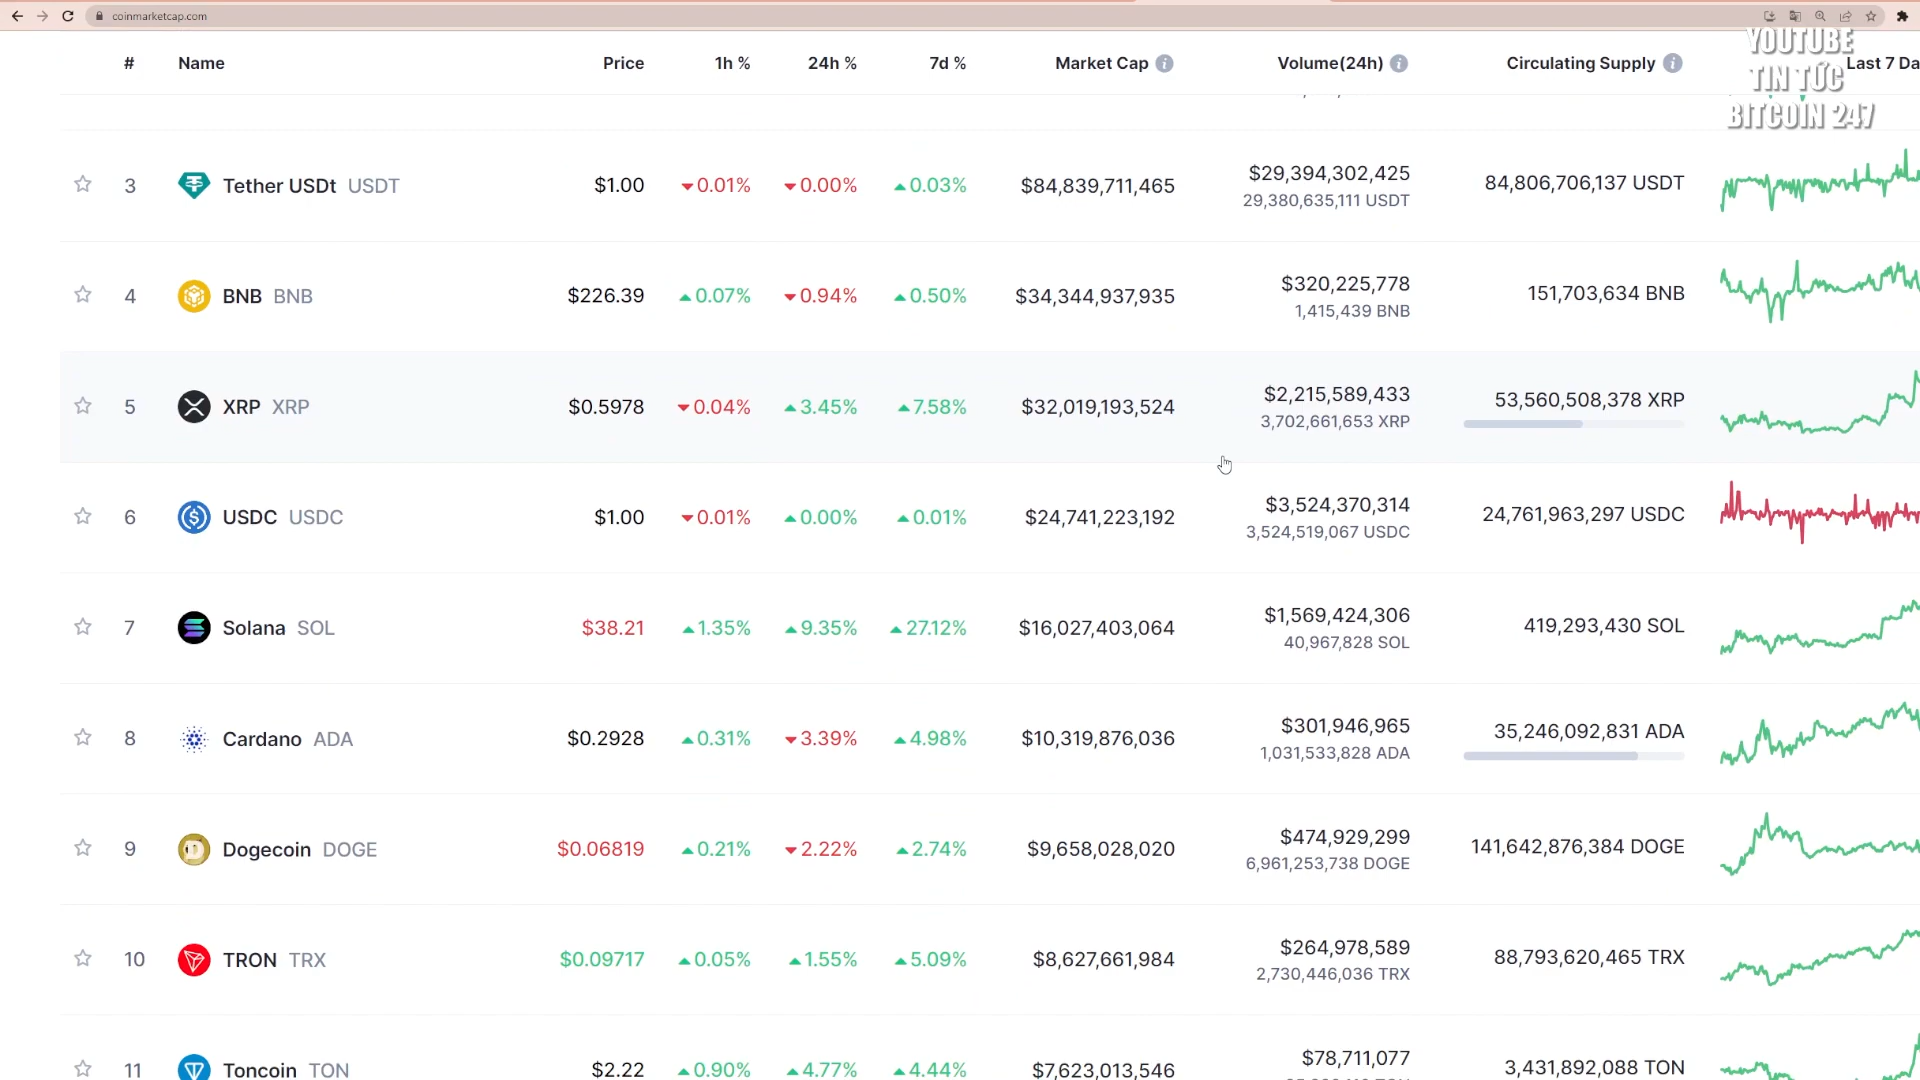 coinmarketcap.com
YOUTUBE
TIN TỨC
BITCOIN 247
# Name Price 1h % 24h % 7d % Market Cap Volume(24h) Circulating Supply Last 7 Da
3 Tether USDt USDT $1.00 0.01% 0.00% 0.03% $84,839,711,465 $29,394,302,425 84,806,706,137 USDT
29,380,635,111 USDT
4 BNB BNB $226.39 0.07% 0.94% 0.50% $34,344,937,935 $320,225,778 151,703,634 BNB
1,415,439 BNB
5 XRP XRP $0.5978 0.04% 3.45% 7.58% $32,019,193,524 $2,215,589,433 53,560,508,378 XRP
3,702,661,653 XRP
6 USDC USDC $1.00 0.01% 0.00% 0.01% $24,741,223,192 $3,524,370,314 24,761,963,297 USDC
3,524,519,067 USDC
7 Solana SOL $38.21 1.35% 9.35% 27.12% $16,027,403,064 $1,569,424,306 419,293,430 SOL
40,967,828 SOL
8 Cardano ADA $0.2928 0.31% 3.39% 4.98% $10,319,876,036 $301,946,965 35,246,092,831 ADA
1,031,533,828 ADA
9 Dogecoin DOGE $0.06819 0.21% 2.22% 2.74% $9,658,028,020 $474,929,299 141,642,876,384 DOGE
6,961,253,738 DOGE
10 TRON TRX $0.09717 0.05% 1.55% 5.09% $8,627,661,984 $264,978,589 88,793,620,465 TRX
2,730,446,036 TRX
11 Toncoin TON $2.22 0.90% 4.77% 4.44% $7,623,013,546 $78,711,077 3,431,892,088 TON